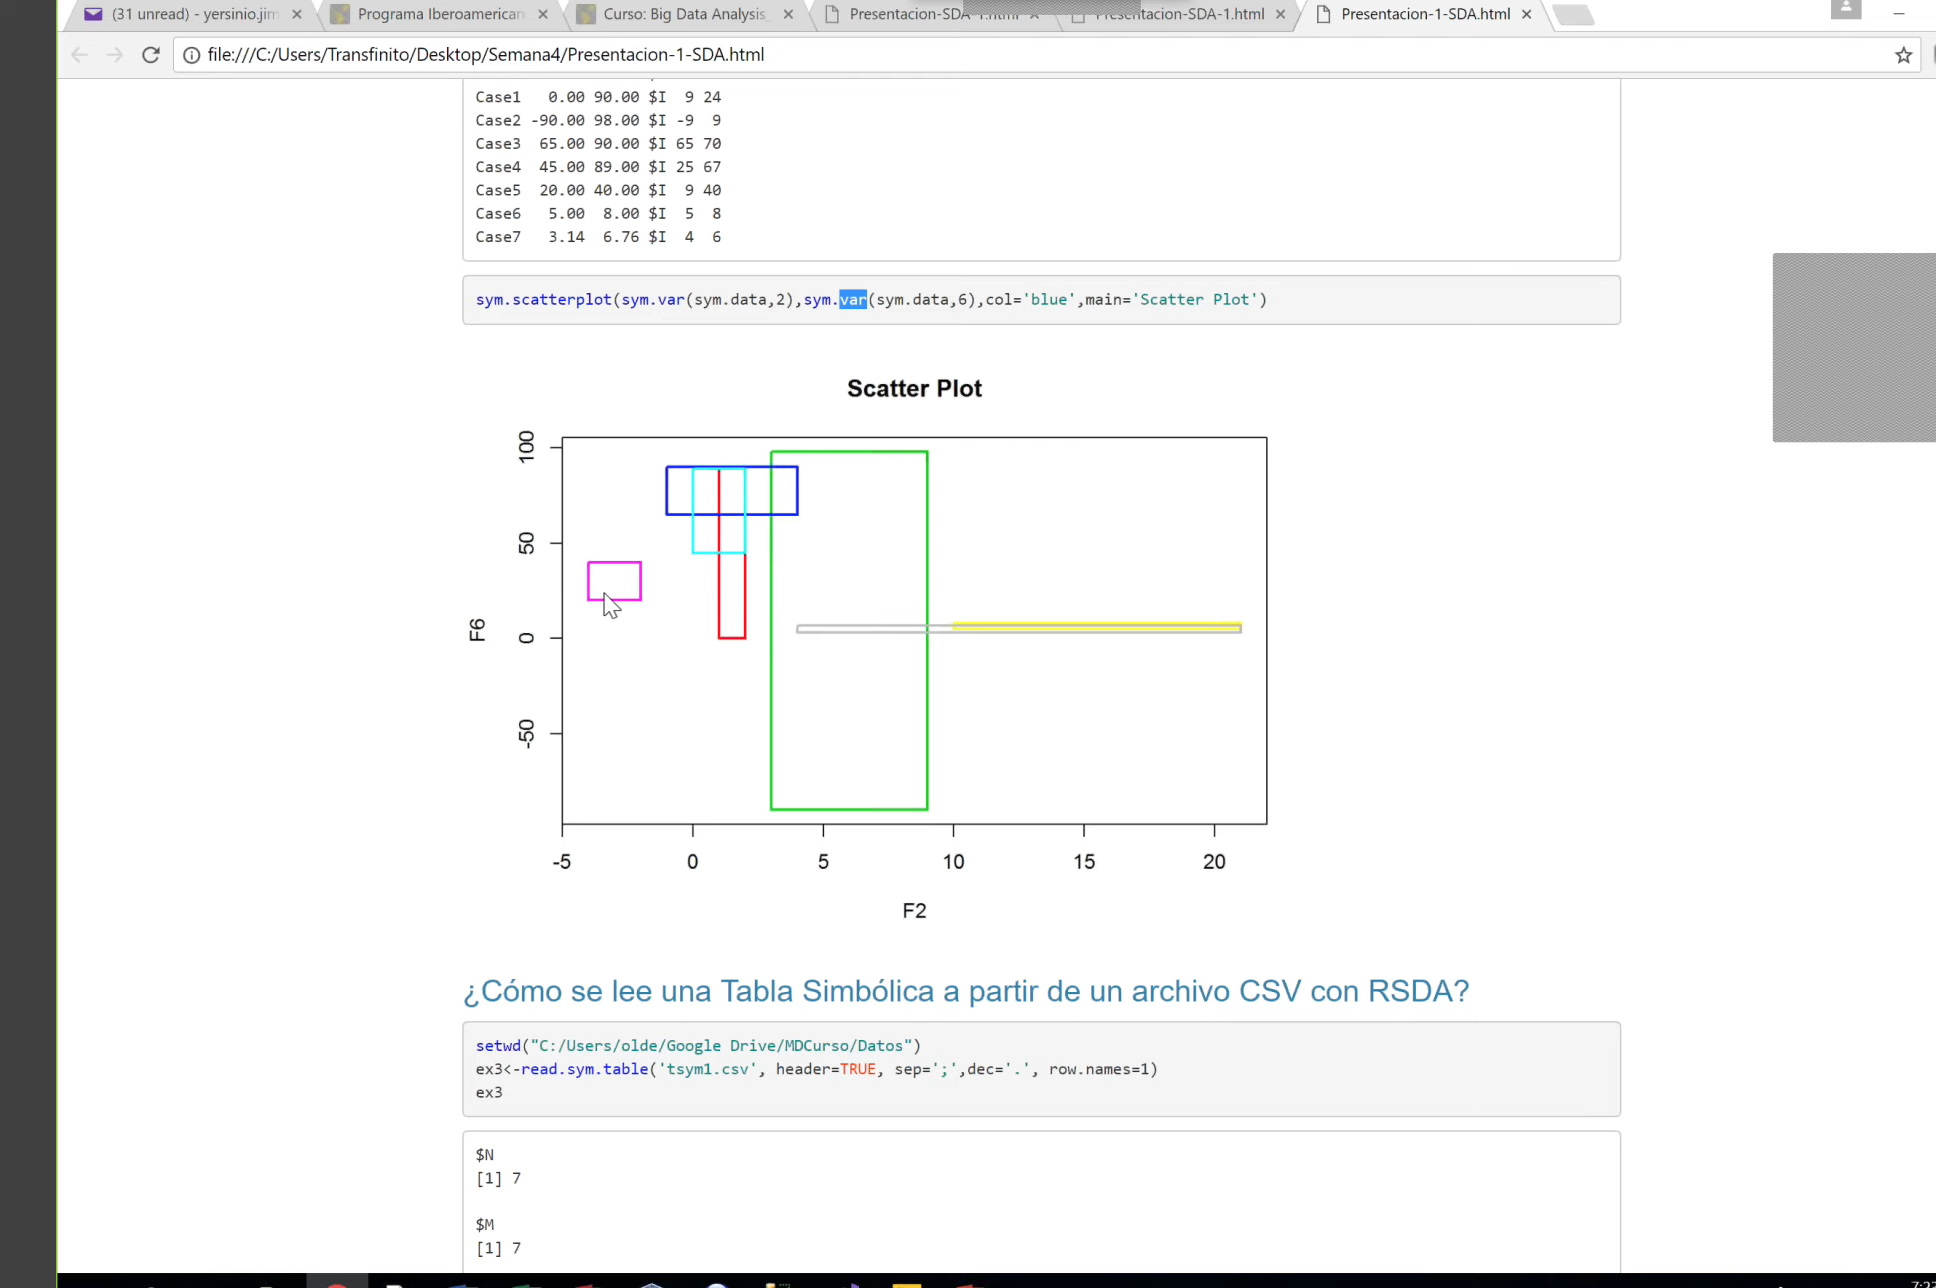 (31 unread) - yersinio.jim
Programa Iberoamerican
Curso: Big Data Analysis
Presentacion-SDA-1.html
Presentacion-SDA-1.html
Presentacion-1-SDA.html
file:///C:/Users/Transfinito/Desktop/Semana4/Presentacion-1-SDA.html
Case1 0.00 90.00 $I 9 24
Case2 -90.00 98.00 $I -9 9
Case3 65.00 90.00 $I 65 70
Case4 45.00 89.00 $I 25 67
Case5 20.00 40.00 $I 9 40
Case6 5.00 8.00 $I 5 8
Case7 3.14 6.76 $I 4 6
sym.scatterplot(sym.var(sym.data,2),sym.var(sym.data,6),col='blue',main='Scatter Plot')
Scatter Plot
100
50
0
-50
F6
-5 0 5 10 15 20
F2
¿Cómo se lee una Tabla Simbólica a partir de un archivo CSV con RSDA?
setwd("C:/Users/olde/Google Drive/MDCurso/Datos")
ex3<-read.sym.table('tsym1.csv', header=TRUE, sep=';',dec='.', row.names=1)
ex3
$N
[1] 7
$M
[1] 7